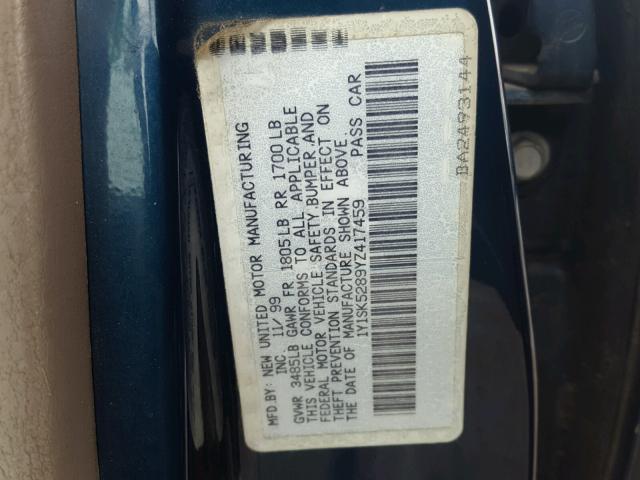 MFD.BY: NEW UNITED MOTOR MANUFACTURING
INC. 11/99
GVWR 3485LB GAWR FR 1805LB RR 1700LB
THIS VEHICLE CONFORMS TO ALL APPLICABLE
FEDERAL MOTOR VEHICLE SAFETY,BUMPER,AND
THEFT PREVENTION STANDARDS IN EFFECT ON
THE DATE OF MANUFACTURE SHOWN ABOVE.
1Y1SK5289YZ417459 PASS CAR
BA2493144